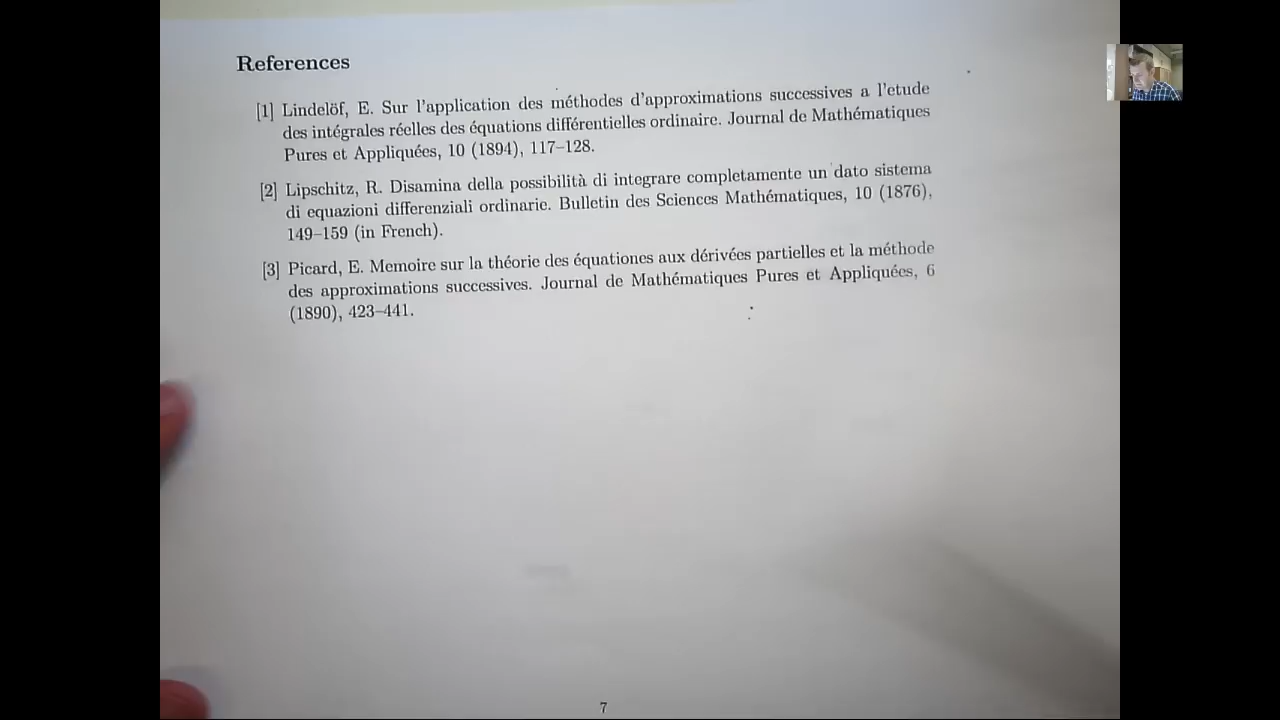 References
[1] Lindelöf, E. Sur l'application des méthodes d'approximations successives a l'etude
des intégrales réelles des équations différentielles ordinaire. Journal de Mathématiques
Pures et Appliquées, 10 (1894), 117–128.
[2] Lipschitz, R. Disamina della possibilità di integrare completamente un dato sistema
di equazioni differenziali ordinarie. Bulletin des Sciences Mathématiques, 10 (1876),
149–159 (in French).
[3] Picard, E. Memoire sur la théorie des équationes aux dérivées partielles et la méthode
des approximations successives. Journal de Mathématiques Pures et Appliquées, 6
(1890), 423–441.
7